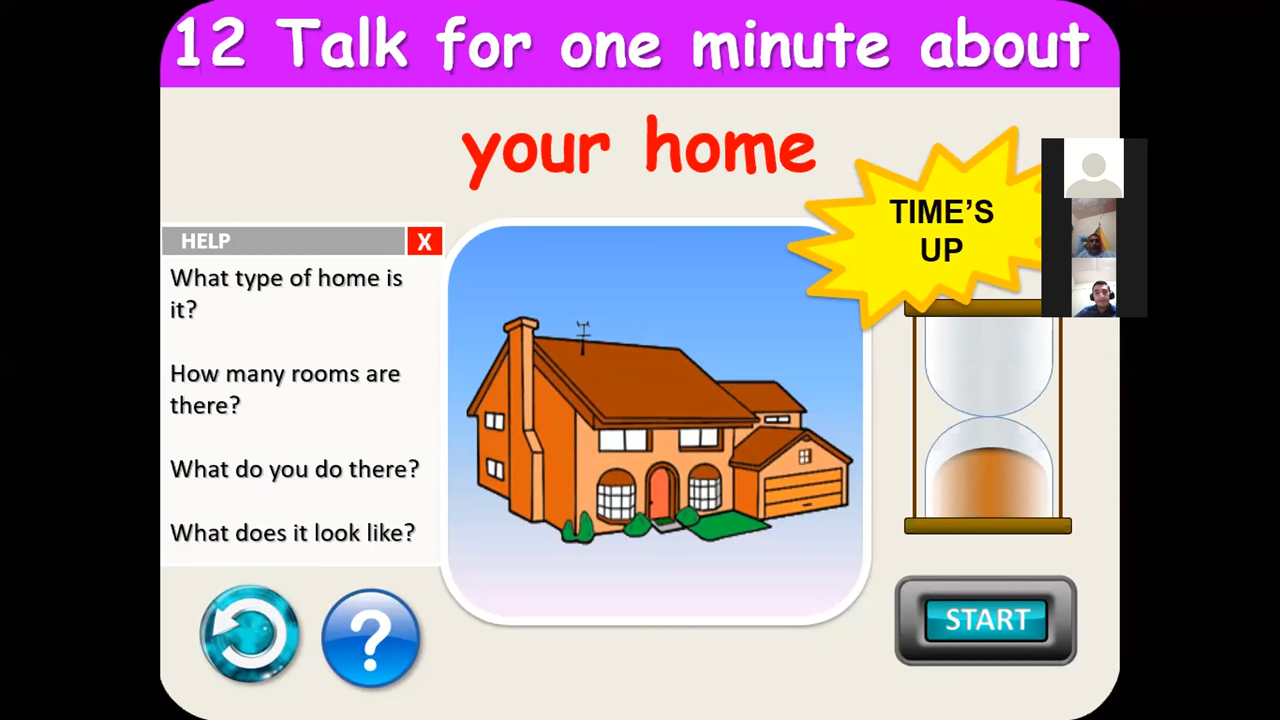 12 Talk for one minute about
your home
TIME'S
UP
HELP
X
What type of home is
it?
How many rooms are
there?
What do you do there?
What does it look like?
?
START